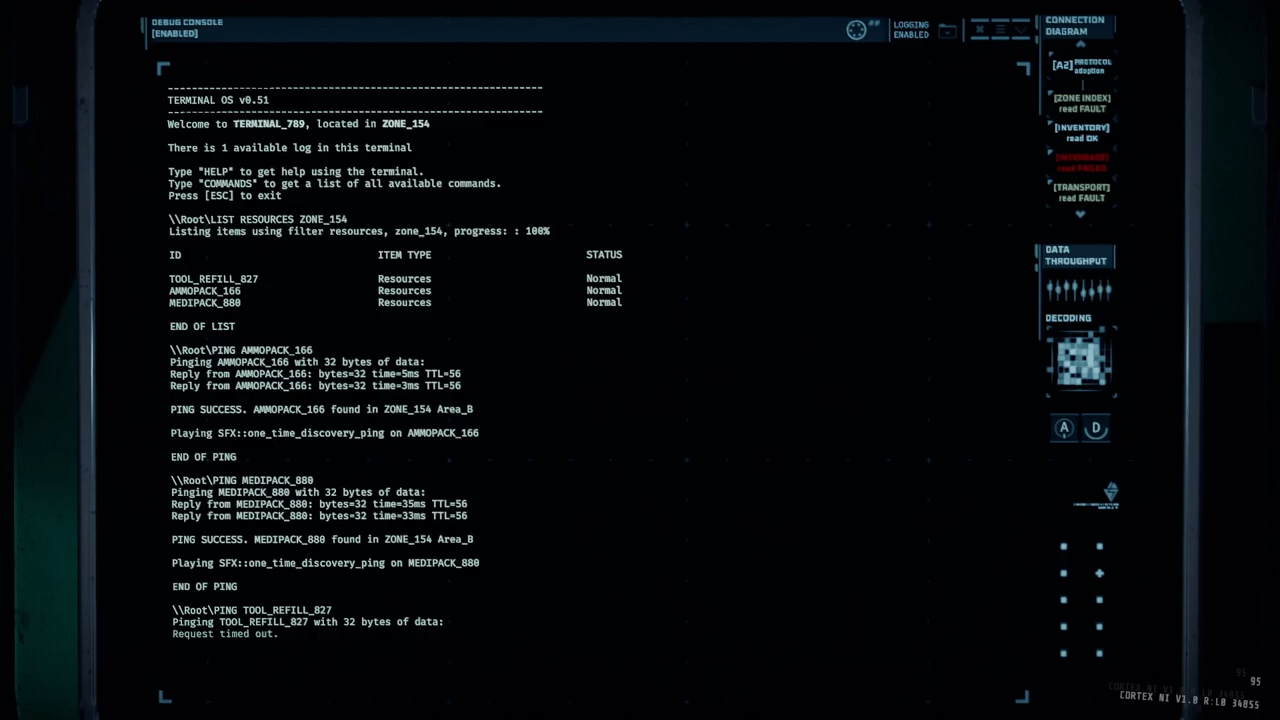 DEBUG CONSOLE
[ENABLED]
LOGGING
ENABLED
--------------------------------------------------------------
TERMINAL OS v0.51
--------------------------------------------------------------
Welcome to TERMINAL_789, located in ZONE_154
There is 1 available log in this terminal
Type "HELP" to get help using the terminal.
Type "COMMANDS" to get a list of all available commands.
Press [ESC] to exit
\\Root\LIST RESOURCES ZONE_154
Listing items using filter resources, zone_154, progress: : 100%
ID ITEM TYPE STATUS
TOOL_REFILL_827 Resources Normal
AMMOPACK_166 Resources Normal
MEDIPACK_880 Resources Normal
END OF LIST
\\Root\PING AMMOPACK_166
Pinging AMMOPACK_166 with 32 bytes of data:
Reply from AMMOPACK_166: bytes=32 time=5ms TTL=56
Reply from AMMOPACK_166: bytes=32 time=3ms TTL=56
PING SUCCESS. AMMOPACK_166 found in ZONE_154 Area_B
Playing SFX::one_time_discovery_ping on AMMOPACK_166
END OF PING
\\Root\PING MEDIPACK_880
Pinging MEDIPACK_880 with 32 bytes of data:
Reply from MEDIPACK_880: bytes=32 time=35ms TTL=56
Reply from MEDIPACK_880: bytes=32 time=33ms TTL=56
PING SUCCESS. MEDIPACK_880 found in ZONE_154 Area_B
Playing SFX::one_time_discovery_ping on MEDIPACK_880
END OF PING
\\Root\PING TOOL_REFILL_827
Pinging TOOL_REFILL_827 with 32 bytes of data:
Request timed out.
CONNECTION
DIAGRAM
[A2] PROTOCOL
adaption
[ZONE INDEX]
read FAULT
[INVENTORY]
read OK
read FAILED
[TRANSPORT]
read FAULT
DATA
THROUGHPUT
DECODING
A D
95
95
CORTEX NI V1.0 R:L0 34855